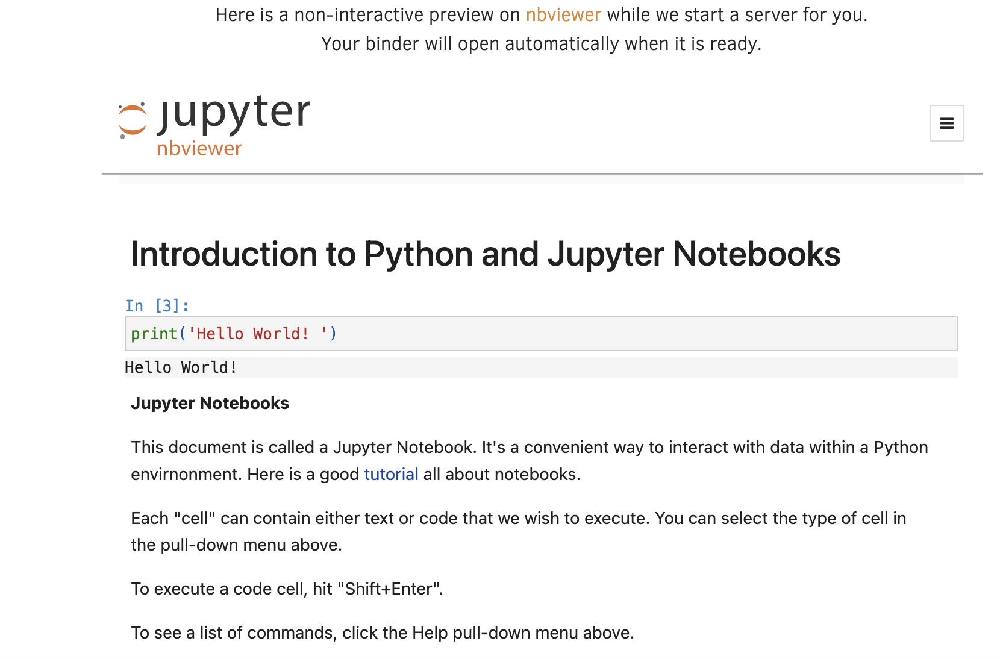 Here is a non-interactive preview on nbviewer while we start a server for you.
Your binder will open automatically when it is ready.
jupyter
nbviewer
Introduction to Python and Jupyter Notebooks
In [3]:
print('Hello World! ')
Hello World!
Jupyter Notebooks
This document is called a Jupyter Notebook. It's a convenient way to interact with data within a Python
envirnonment. Here is a good tutorial all about notebooks.
Each "cell" can contain either text or code that we wish to execute. You can select the type of cell in
the pull-down menu above.
To execute a code cell, hit "Shift+Enter".
To see a list of commands, click the Help pull-down menu above.